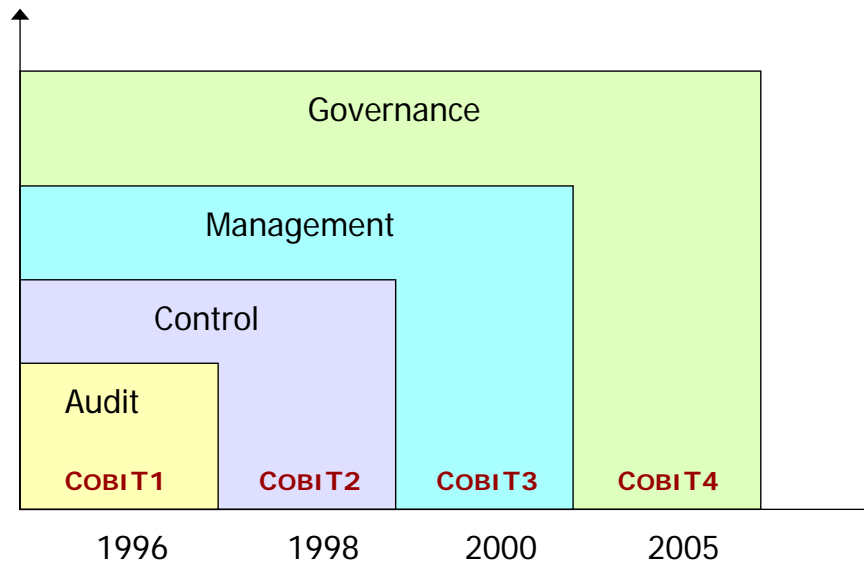 Governance
Management
Control
Audit
COBIT1 COBIT2 COBIT3 COBIT4
1996 1998 2000 2005